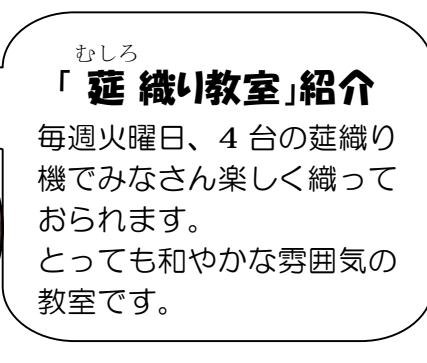 むしろ
「莚織り教室」紹介
毎週火曜日、4台の莚織り
機でみなさん楽しく織って
おられます。
とっても和やかな雰囲気の
教室です。